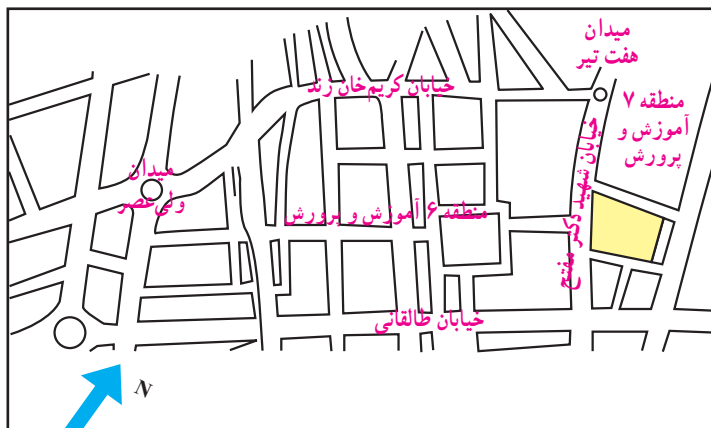 میدان
هفت تیر
خیابان کریم‌خان زند
منطقه ۷
آموزش و
پرورش
خیابان شهید دکتر مفتح
میدان
ولی‌عصر
منطقه ۶ آموزش و پرورش
خیابان طالقانی
N